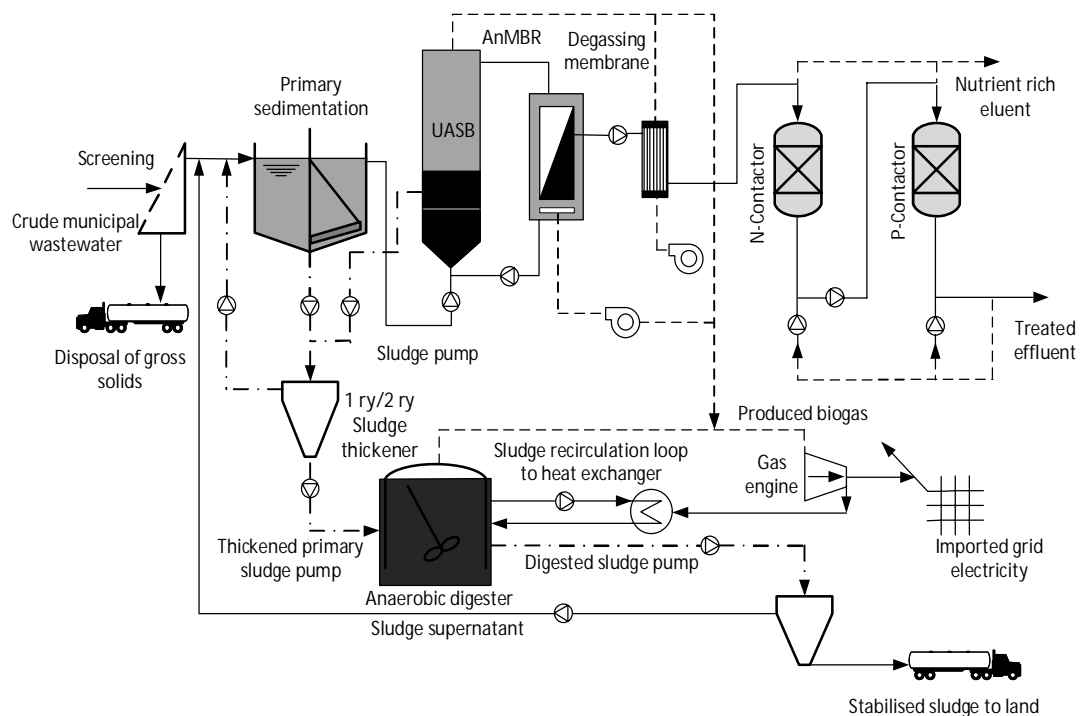 AnMBR
Degassing
membrane
Primary
sedimentation
Nutrient rich
eluent
UASB
Screening
Crude municipal
wastewater
N-Contactor
P-Contactor
Disposal of gross
solids
Sludge pump
Treated
effluent
1 ry/2 ry
Sludge
thickener
Produced biogas
Sludge recirculation loop
to heat exchanger
Gas
engine
Thickened primary
sludge pump
Digested sludge pump
Imported grid
electricity
Anaerobic digester
Sludge supernatant
Stabilised sludge to land